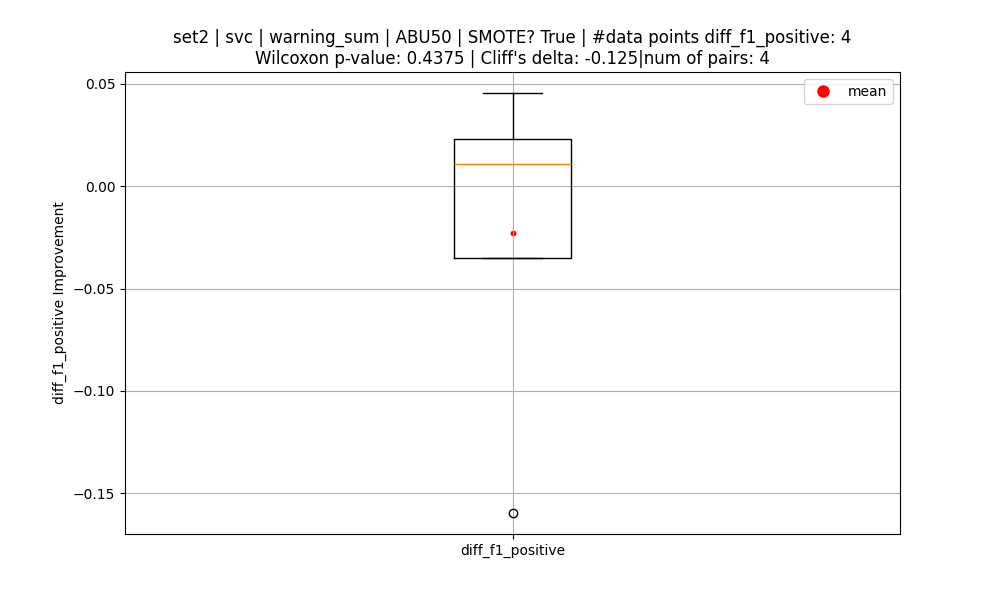 set2 | svc | warning_sum | ABU50 | SMOTE? True | #data points diff_f1_positive: 4
Wilcoxon p-value: 0.4375 | Cliff's delta: -0.125|num of pairs: 4
mean
0.05
0.00
−0.05
−0.10
−0.15
diff_f1_positive Improvement
diff_f1_positive